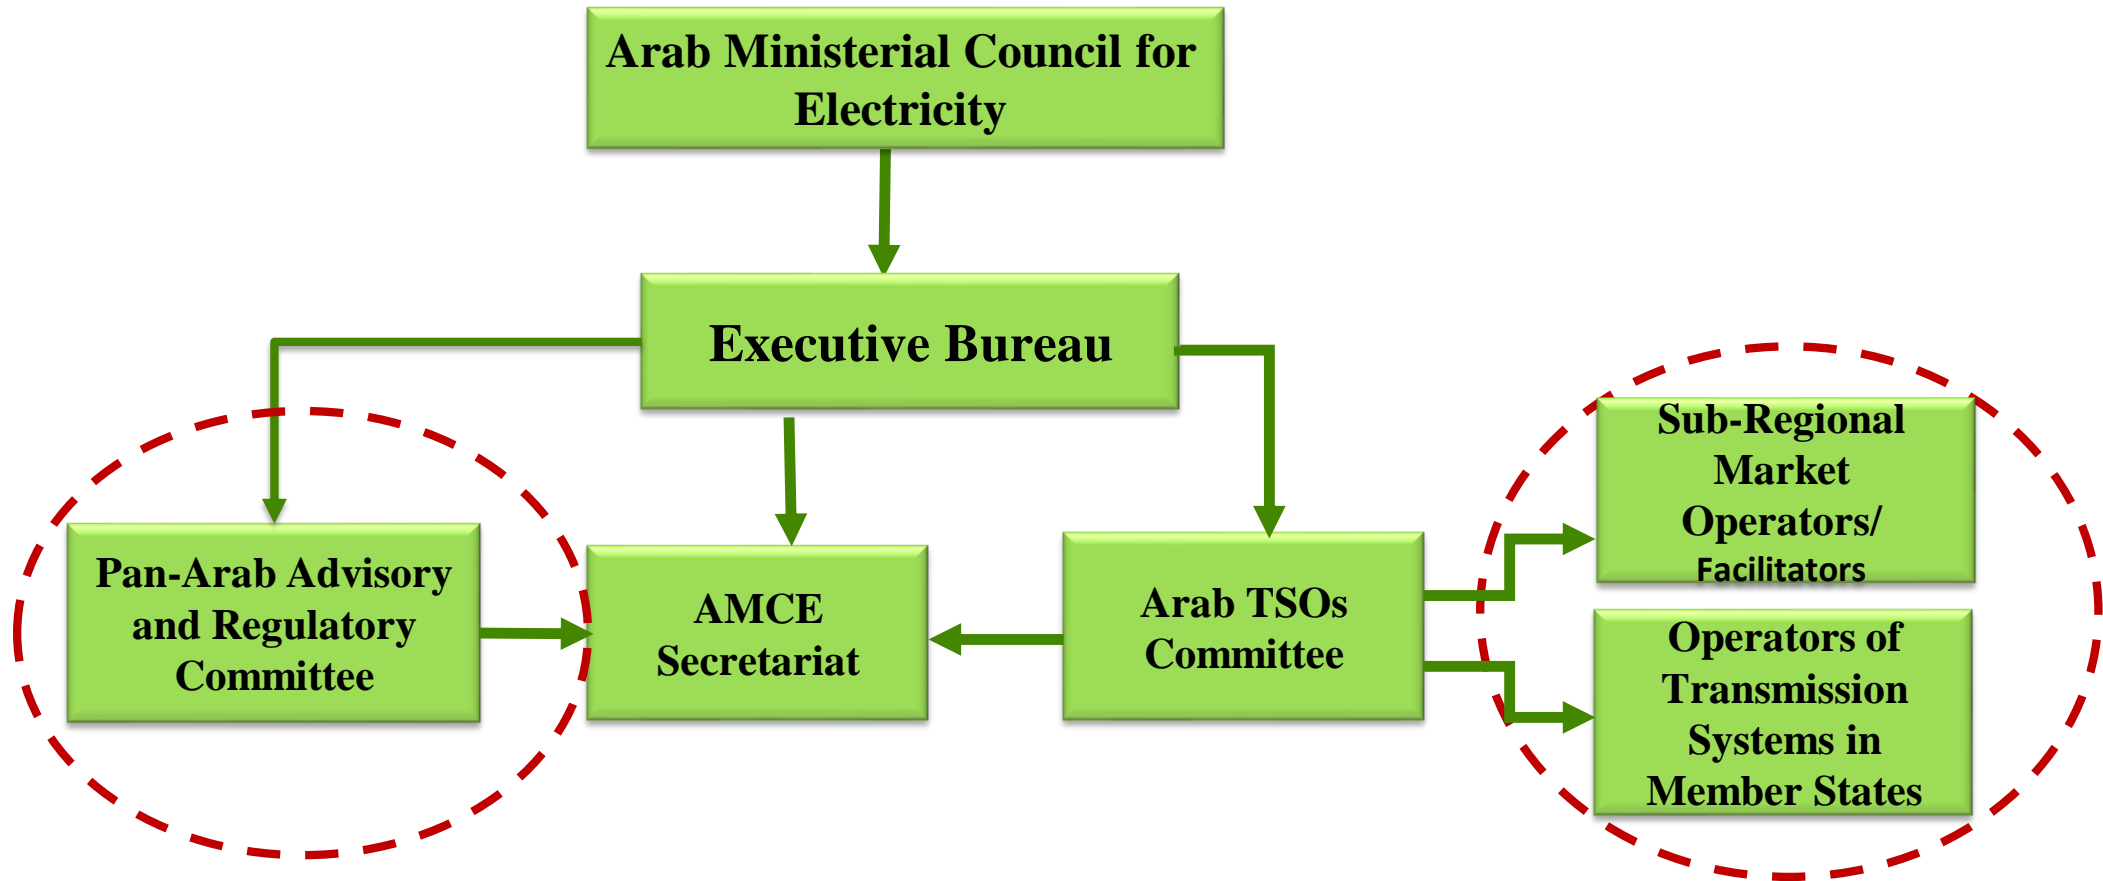 Arab Ministerial Council for
Electricity
Executive Bureau
Pan-Arab Advisory
and Regulatory
Committee
AMCE
Secretariat
Arab TSOs
Committee
Sub-Regional
Market
Operators/
Facilitators
Operators of
Transmission
Systems in
Member States